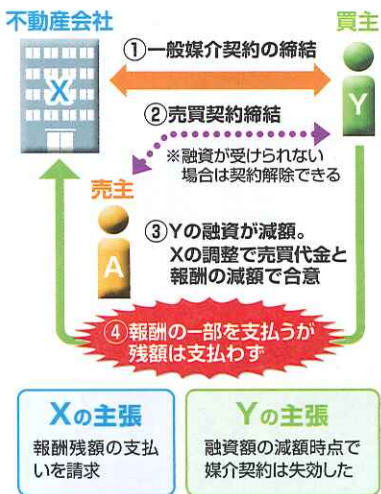 不動産会社
買主
①一般媒介契約の締結
X
Y
②売買契約締結
※融資が受けられない
場合は契約解除できる
売主
A
③Yの融資が減額。
Xの調整で売買代金と
報酬の減額で合意
④報酬の一部を支払うが
残額は支払わず
Xの主張
報酬残額の支払
いを請求
Yの主張
融資額の減額時点で
媒介契約は失効した